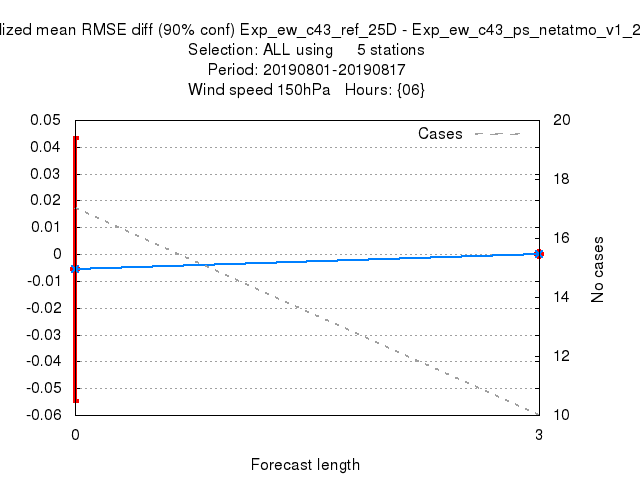 lized mean RMSE diff (90% conf) Exp_ew_c43_ref_25D - Exp_ew_c43_ps_netatmo_v1_2
Selection: ALL using 5 stations
Period: 20190801-20190817
Wind speed 150hPa Hours: {06}
Cases
0.05
0.04
0.03
0.02
0.01
0
-0.01
-0.02
-0.03
-0.04
-0.05
-0.06
20
18
16
14
12
10
No cases
0
3
Forecast length